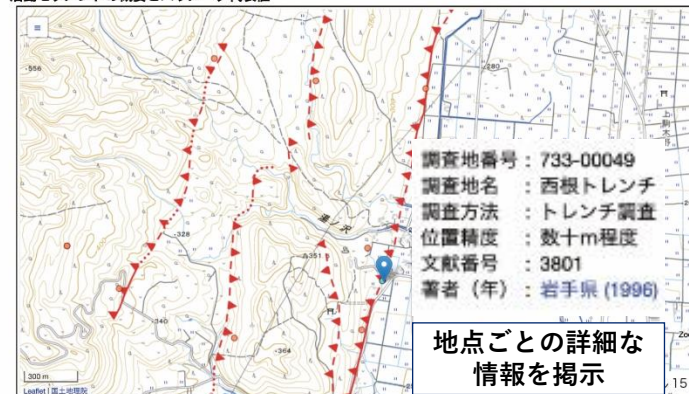 -556
-280
調査地番号 : 733-00049
調査地名 : 西根トレンチ
調査方法 : トレンチ調査
位置精度 : 数十m程度
文献番号 : 3801
著者（年） : 岩手県 (1996)
-328
351
-340
-364
地点ごとの詳細な
情報を掲示
300 m
Leaflet | 国土地理院
15